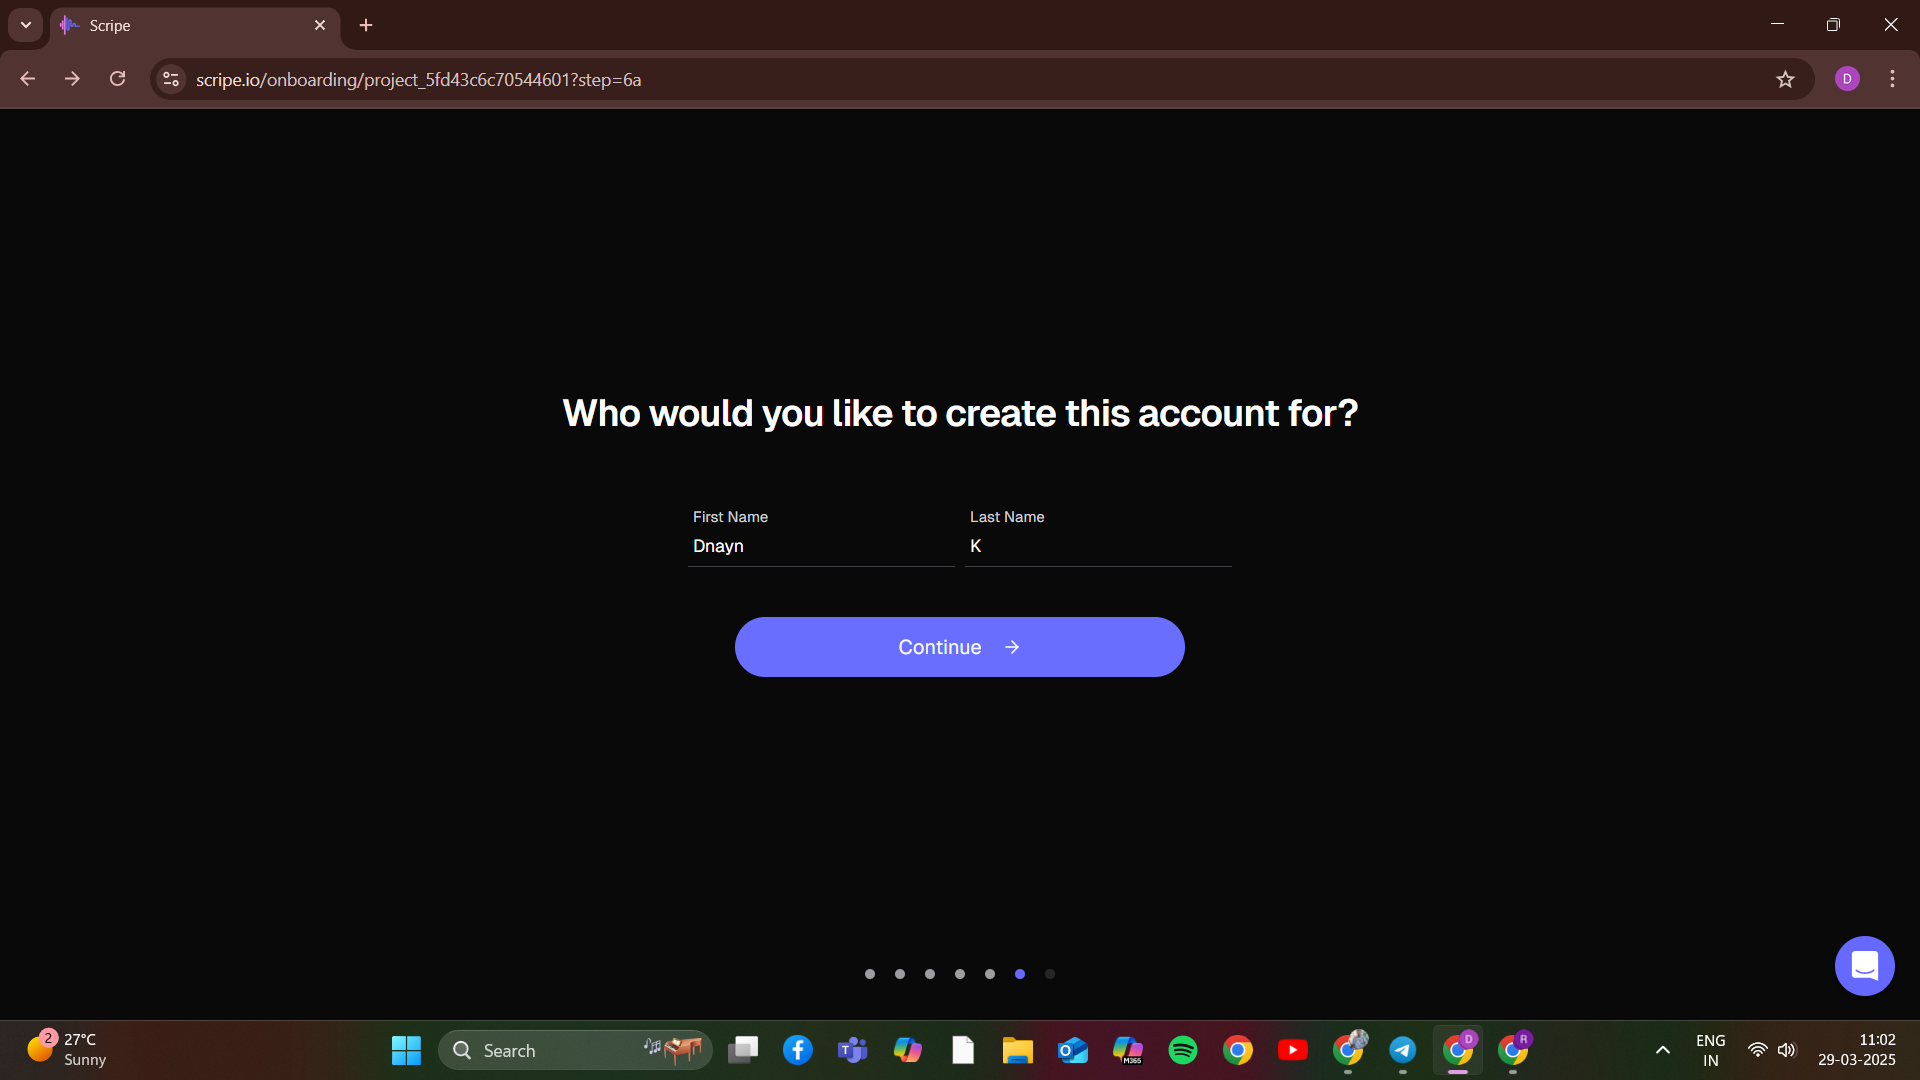 Scripe
scripe.io/onboarding/project_5fd43c6c70544601?step=6a
D
Who would you like to create this account for?
First Name
Last Name
Dnayn
K
Continue
2
27°C
Sunny
Search
T
O
M365
D
R
ENG
IN
11:02
29-03-2025